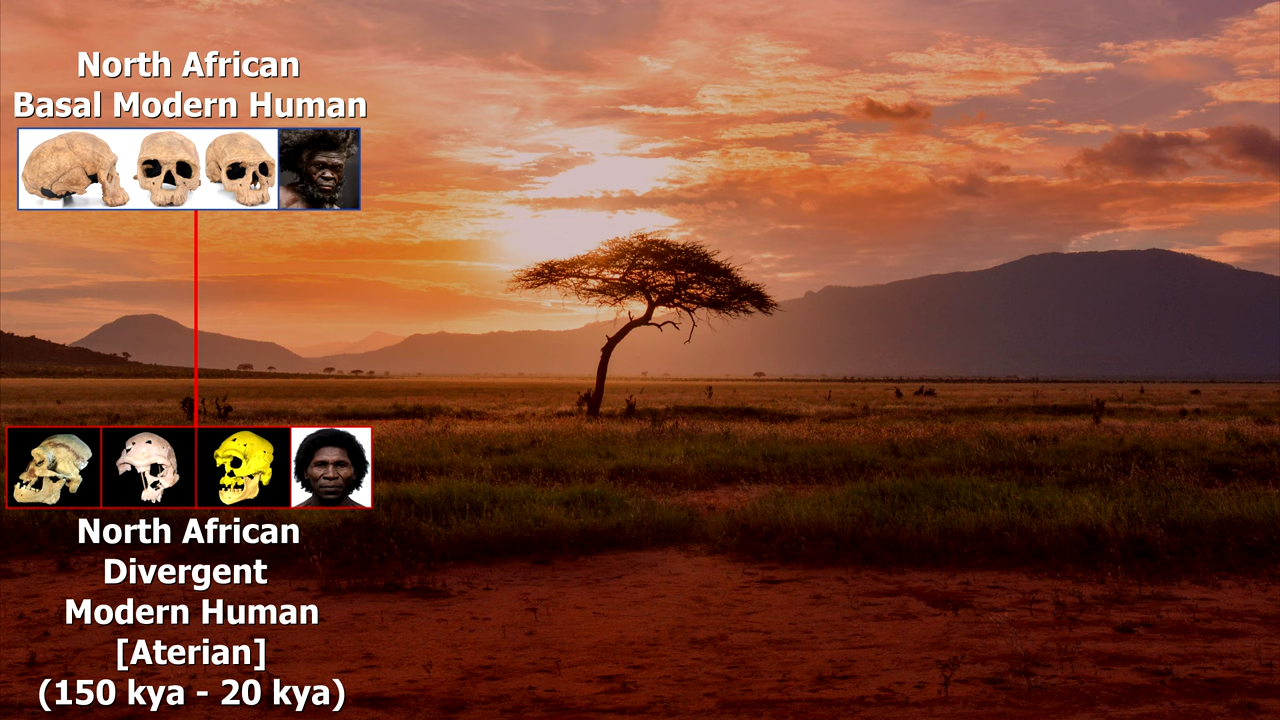 North African
Basal Modern Human
North African
Divergent
Modern Human
[Aterian]
(150 kya - 20 kya)